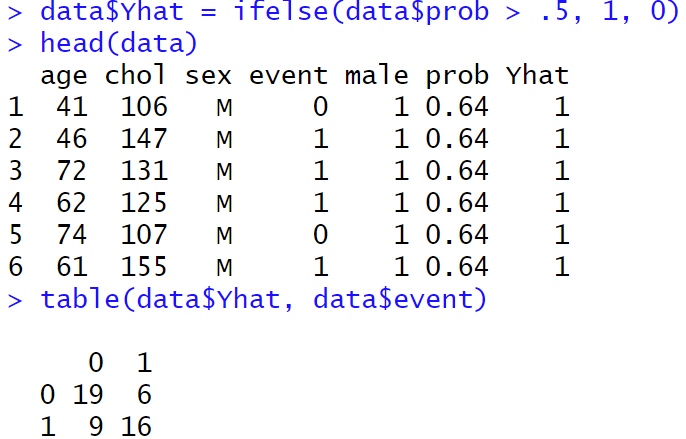 > data$Yhat = ifelse(data$prob > .5, 1, 0)
> head(data)
  age chol sex event male prob Yhat
1  41  106   M     0    1 0.64    1
2  46  147   M     1    1 0.64    1
3  72  131   M     1    1 0.64    1
4  62  125   M     1    1 0.64    1
5  74  107   M     0    1 0.64    1
6  61  155   M     1    1 0.64    1
> table(data$Yhat, data$event)
     0  1
  0 19  6
  1  9 16